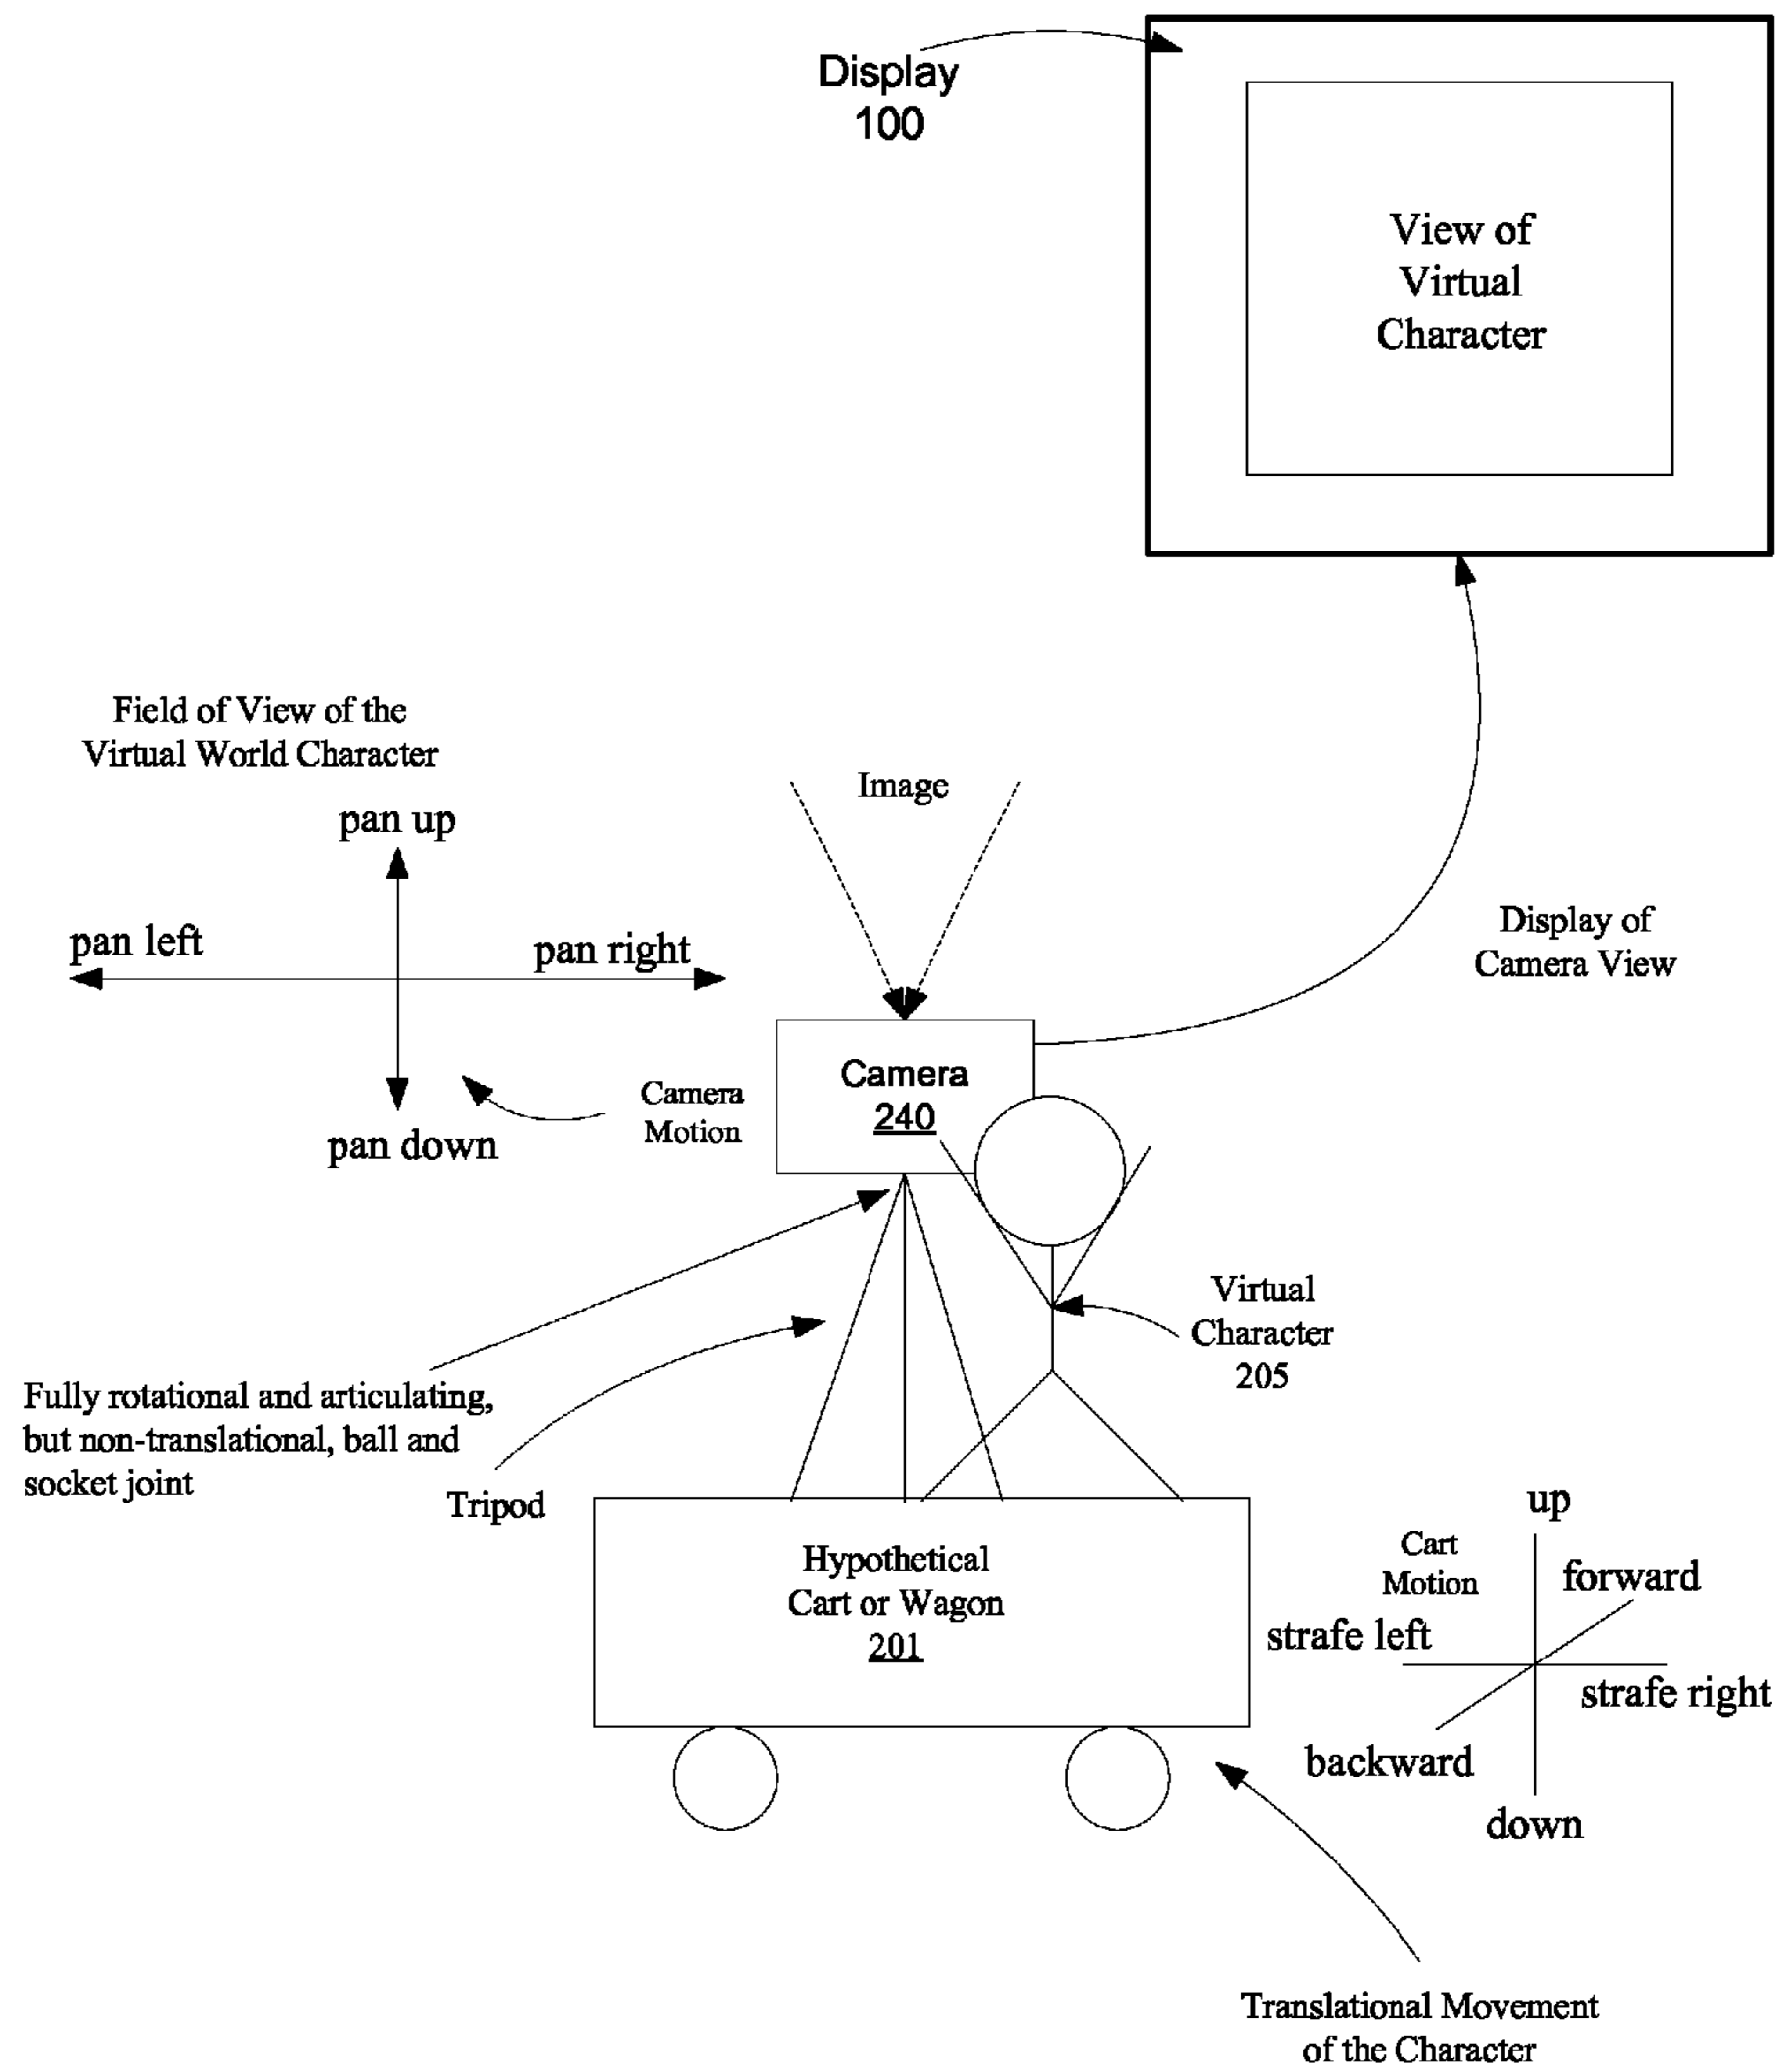 Display
100
View of
Virtual
Character
Field of View of the
Virtual World Character
pan up
pan left
pan right
pan down
Camera
Motion
Image
Display of
Camera View
Camera
240
Virtual
Character
205
Fully rotational and articulating,
but non-translational, ball and
socket joint
Tripod
Hypothetical
Cart or Wagon
201
up
Cart
Motion
forward
strafe left
strafe right
backward
down
Translational Movement
of the Character